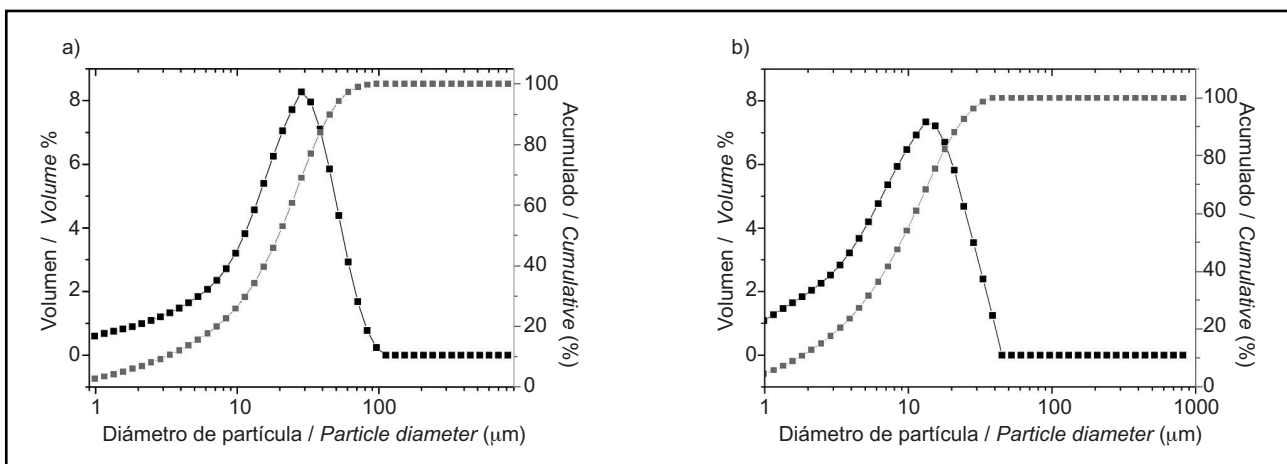 a)
8
6
4
2
0
Volumen / Volume %
100
80
60
40
20
0
Acumulado / Cumulative (%)
1 10 100
Diámetro de partícula / Particle diameter (μm)
b)
8
6
4
2
0
Volumen / Volume %
100
80
60
40
20
0
Acumulado / Cumulative (%)
1 10 100 1000
Diámetro de partícula / Particle diameter (μm)